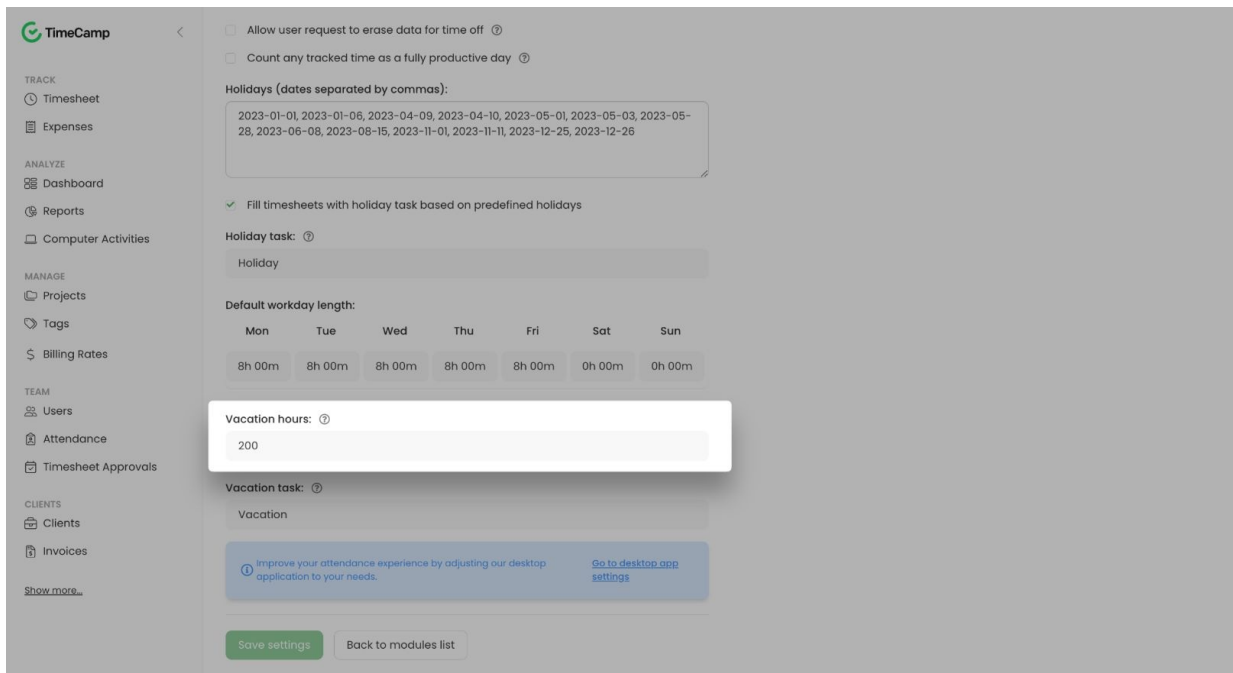 TimeCamp
TRACK
Timesheet
Expenses
ANALYZE
Dashboard
Reports
Computer Activities
MANAGE
Projects
Tags
Billing Rates
TEAM
Users
Attendance
Timesheet Approvals
CLIENTS
Clients
Invoices
Show more...
Allow user request to erase data for time off
Count any tracked time as a fully productive day
Holidays (dates separated by commas):
2023-01-01, 2023-01-06, 2023-04-09, 2023-04-10, 2023-05-01, 2023-05-03, 2023-05-
28, 2023-06-08, 2023-08-15, 2023-11-01, 2023-11-11, 2023-12-25, 2023-12-26
Fill timesheets with holiday task based on predefined holidays
Holiday task:
Holiday
Default workday length:
Mon Tue Wed Thu Fri Sat Sun
8h 00m 8h 00m 8h 00m 8h 00m 8h 00m 0h 00m 0h 00m
Vacation hours:
200
Vacation task:
Vacation
Improve your attendance experience by adjusting our desktop
application to your needs.
Go to desktop app
settings
Save settings Back to modules list